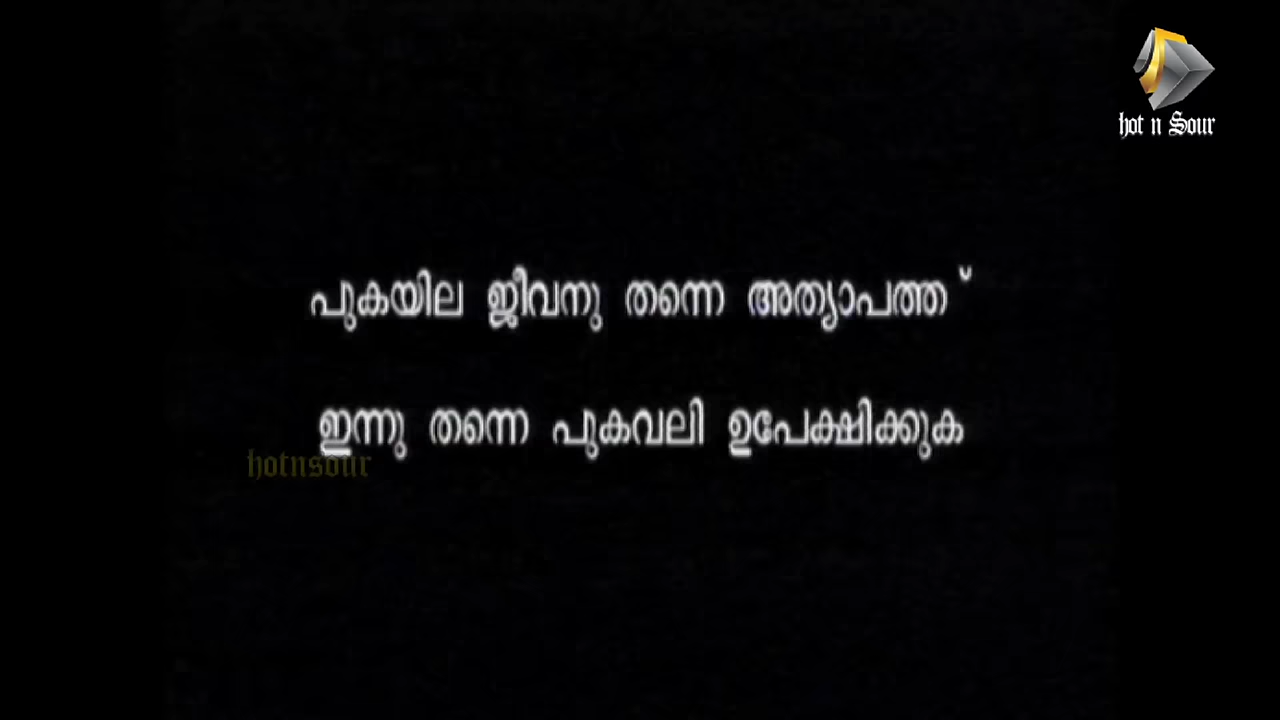 hot n Sour
പുകയില ജീവനു തന്നെ അത്യാപത്ത്
ഇന്നു തന്നെ പുകവലി ഉപേക്ഷിക്കുക
hotnsour